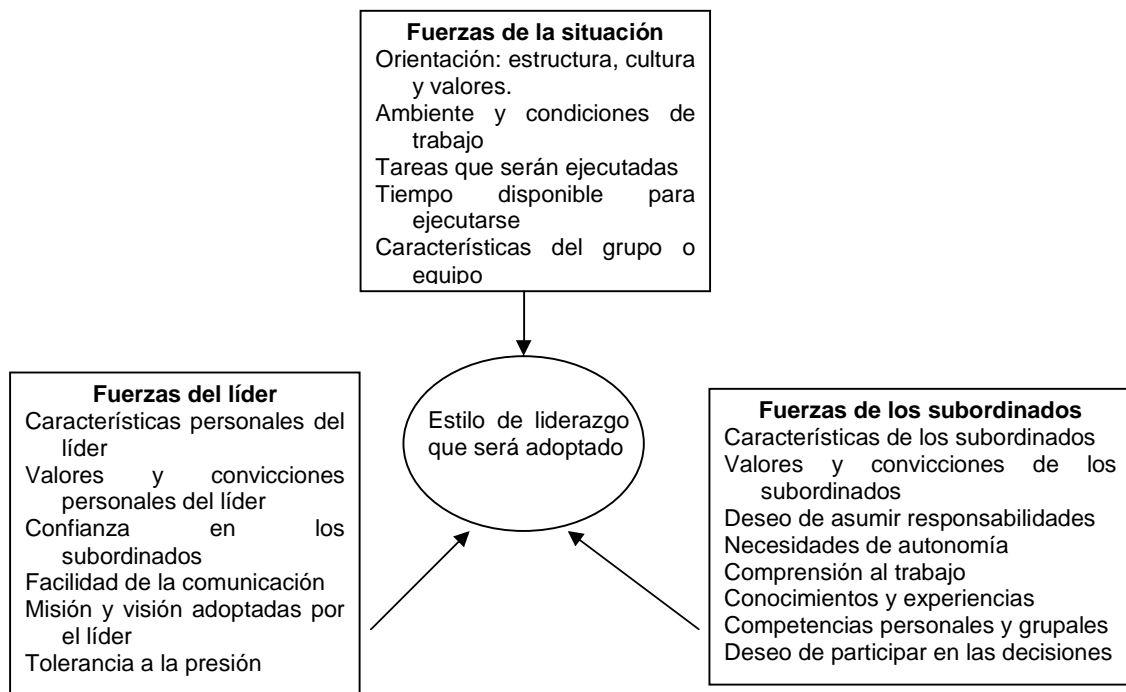 Fuerzas de la situación
Orientación: estructura, cultura
y valores.
Ambiente y condiciones de
trabajo
Tareas que serán ejecutadas
Tiempo disponible para
ejecutarse
Características del grupo o
equipo
Fuerzas del líder
Características personales del
líder
Valores y convicciones
personales del líder
Confianza en los
subordinados
Facilidad de la comunicación
Misión y visión adoptadas por
el líder
Tolerancia a la presión
Estilo de liderazgo
que será adoptado
Fuerzas de los subordinados
Características de los subordinados
Valores y convicciones de los
subordinados
Deseo de asumir responsabilidades
Necesidades de autonomía
Comprensión al trabajo
Conocimientos y experiencias
Competencias personales y grupales
Deseo de participar en las decisiones